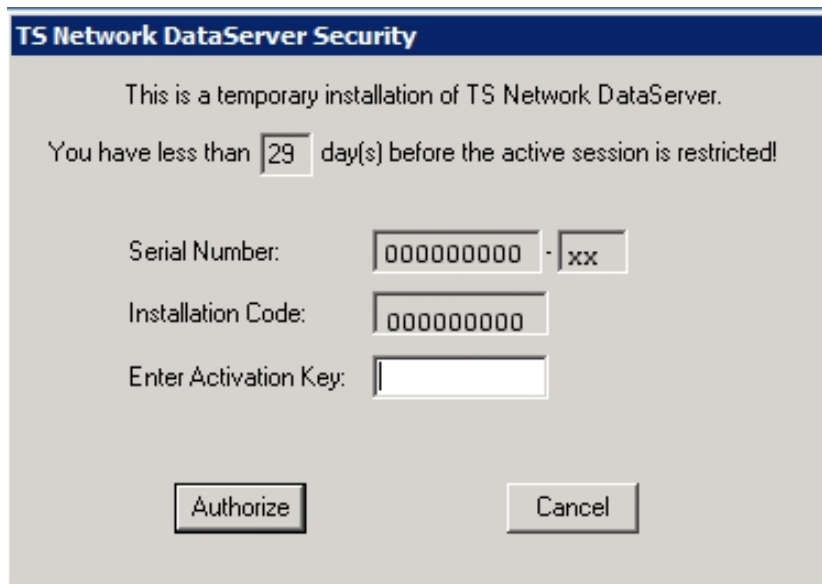 TS Network DataServer Security
This is a temporary installation of TS Network DataServer.
You have less than 29 day(s) before the active session is restricted!
Serial Number: 000000000 - xx
Installation Code: 000000000
Enter Activation Key:
Authorize Cancel